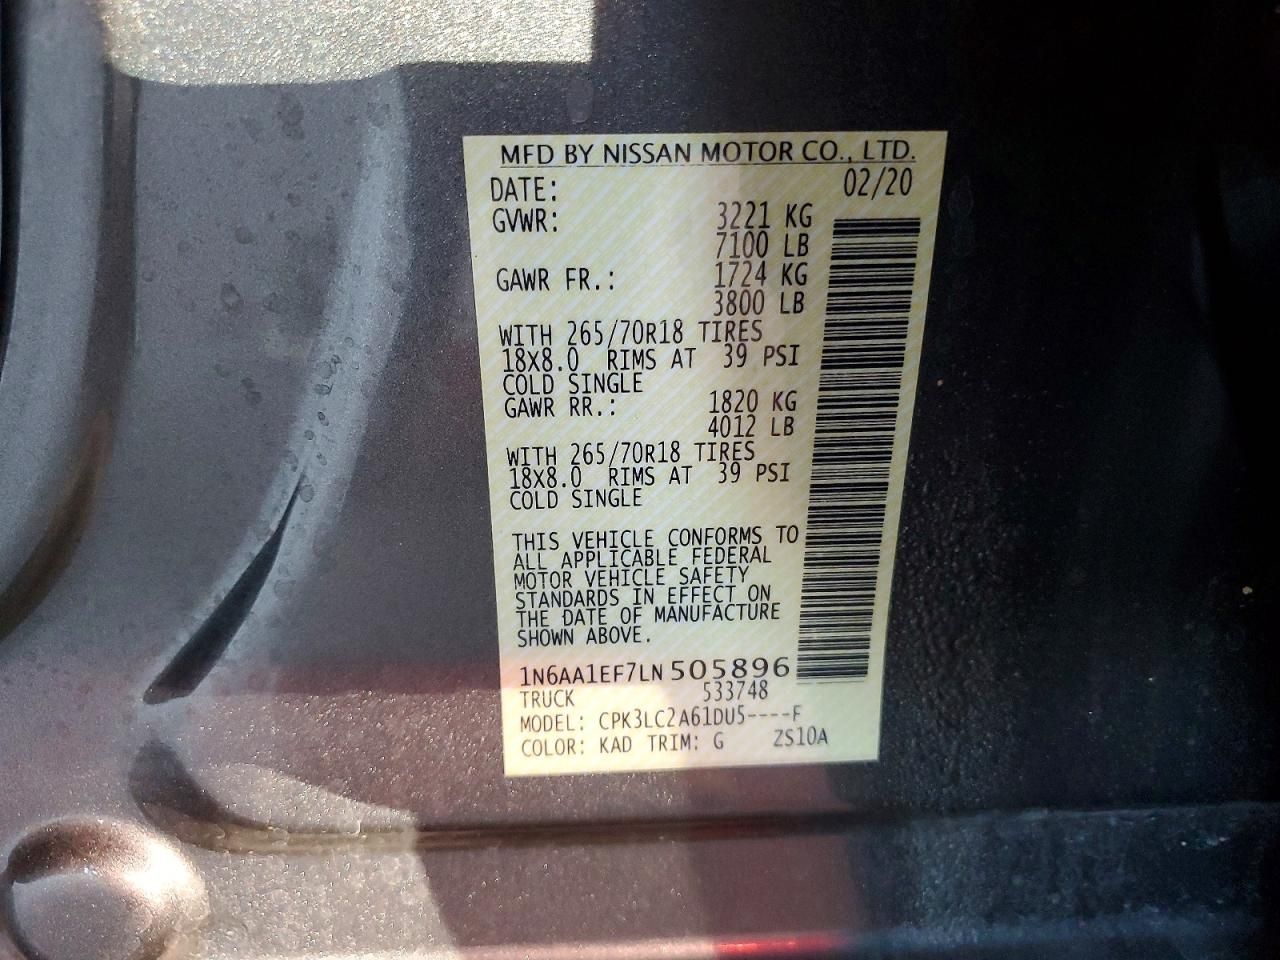 MFD BY NISSAN MOTOR CO., LTD.
DATE: 02/20
GVWR: 3221 KG
7100 LB
GAWR FR.: 1724 KG
3800 LB
WITH 265/70R18 TIRES
18X8.0 RIMS AT 39 PSI
COLD SINGLE
GAWR RR.: 1820 KG
4012 LB
WITH 265/70R18 TIRES
18X8.0 RIMS AT 39 PSI
COLD SINGLE
THIS VEHICLE CONFORMS TO
ALL APPLICABLE FEDERAL
MOTOR VEHICLE SAFETY
STANDARDS IN EFFECT ON
THE DATE OF MANUFACTURE
SHOWN ABOVE.
1N6AA1EF7LN505896
TRUCK 533748
MODEL: CPK3LC2A61DU5----F
COLOR: KAD TRIM: G ZS10A